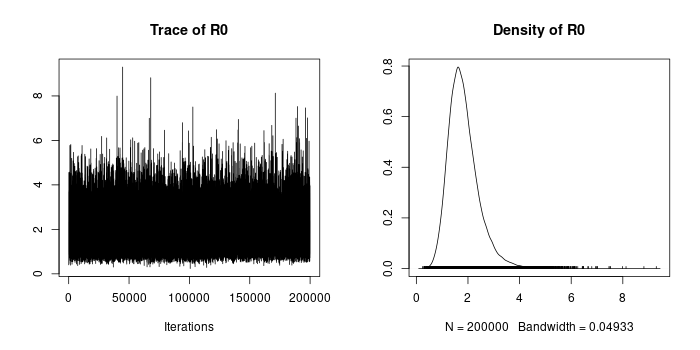 Trace of R0
8
6
4
2
0
0 50000 100000 150000 200000
Iterations
Density of R0
0.8
0.6
0.4
0.2
0.0
0 2 4 6 8
N = 200000 Bandwidth = 0.04933